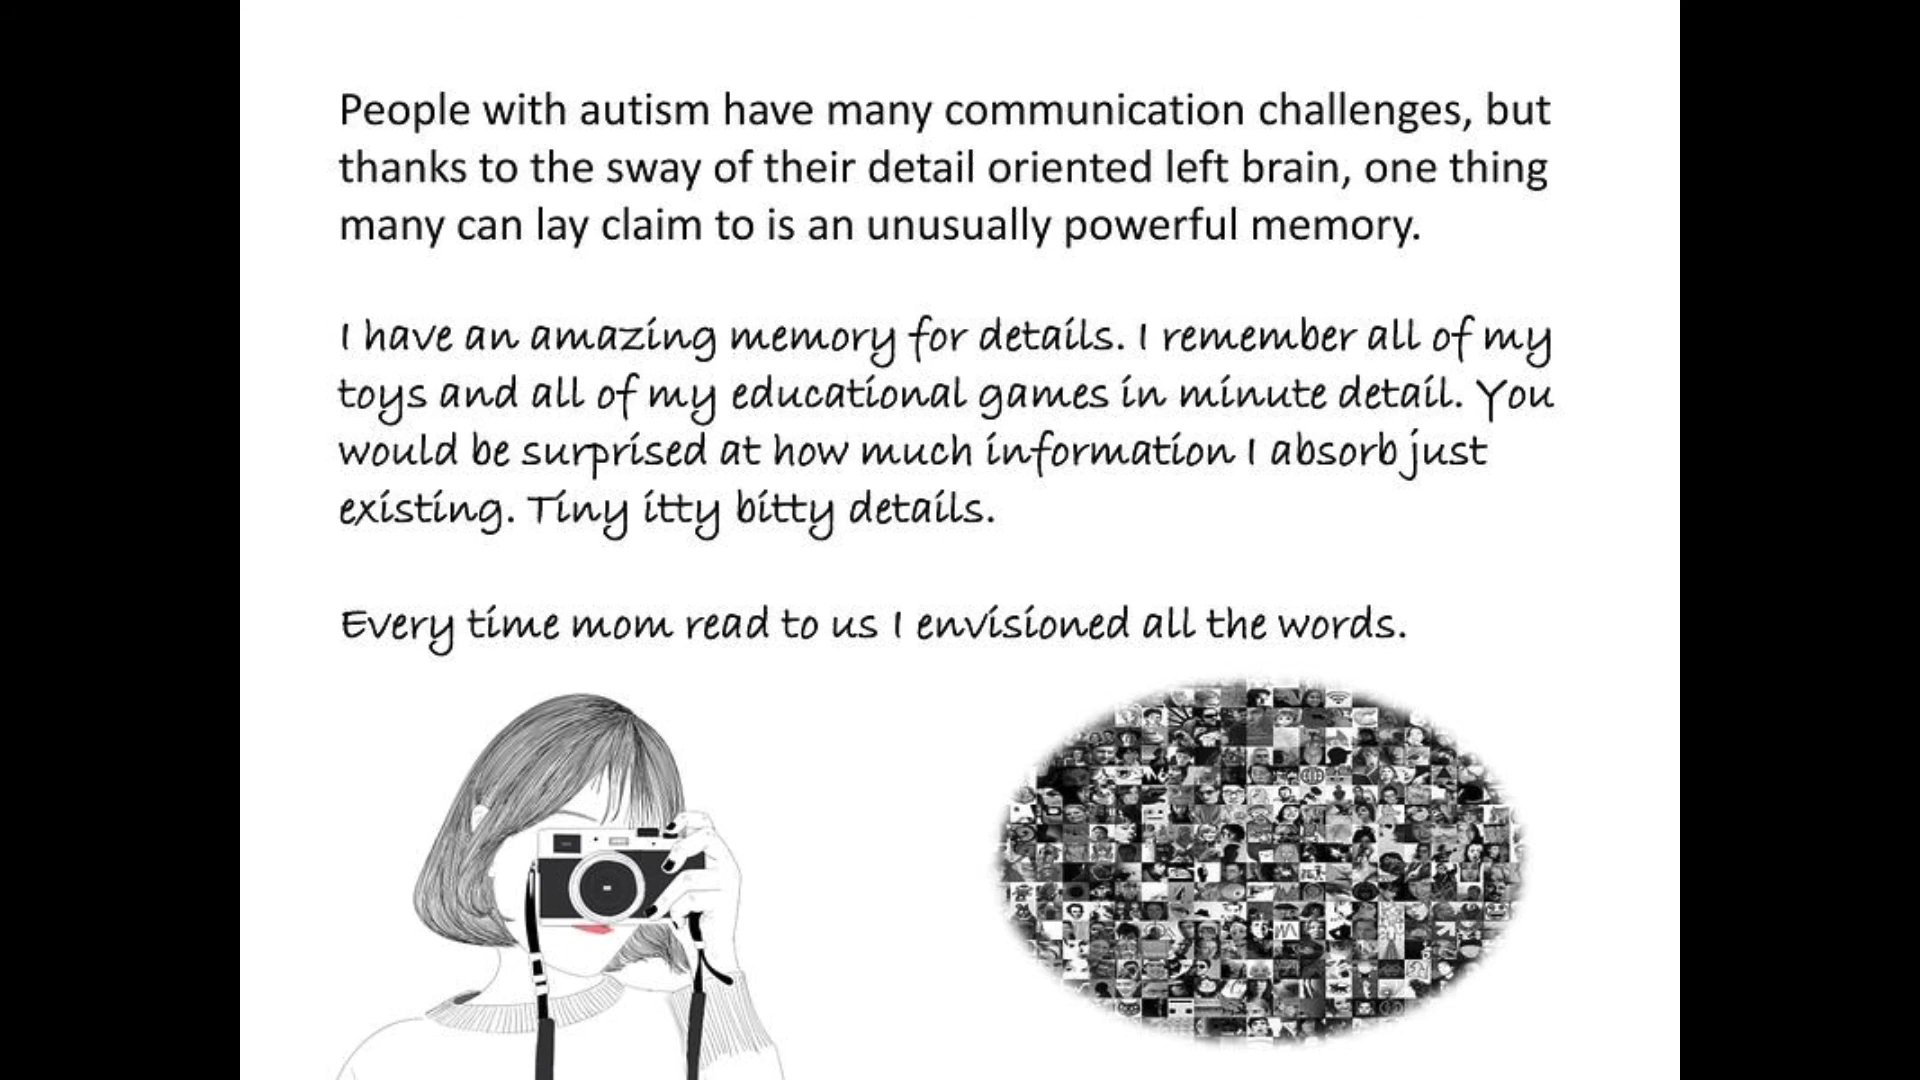 People with autism have many communication challenges, but
thanks to the sway of their detail oriented left brain, one thing
many can lay claim to is an unusually powerful memory.
I have an amazing memory for details. I remember all of my
toys and all of my educational games in minute detail. You
would be surprised at how much information I absorb just
existing. Tiny itty bitty details.
Every time mom read to us I envisioned all the words.